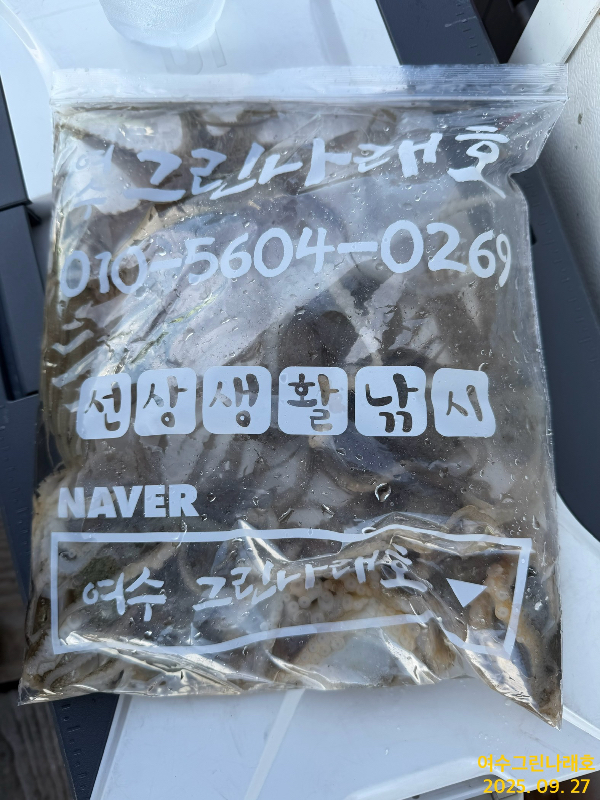 그린나래호
010-5604-0269
선상생활낚시
NAVER
여수 그린나래호
여수그린나래호
2025. 09. 27